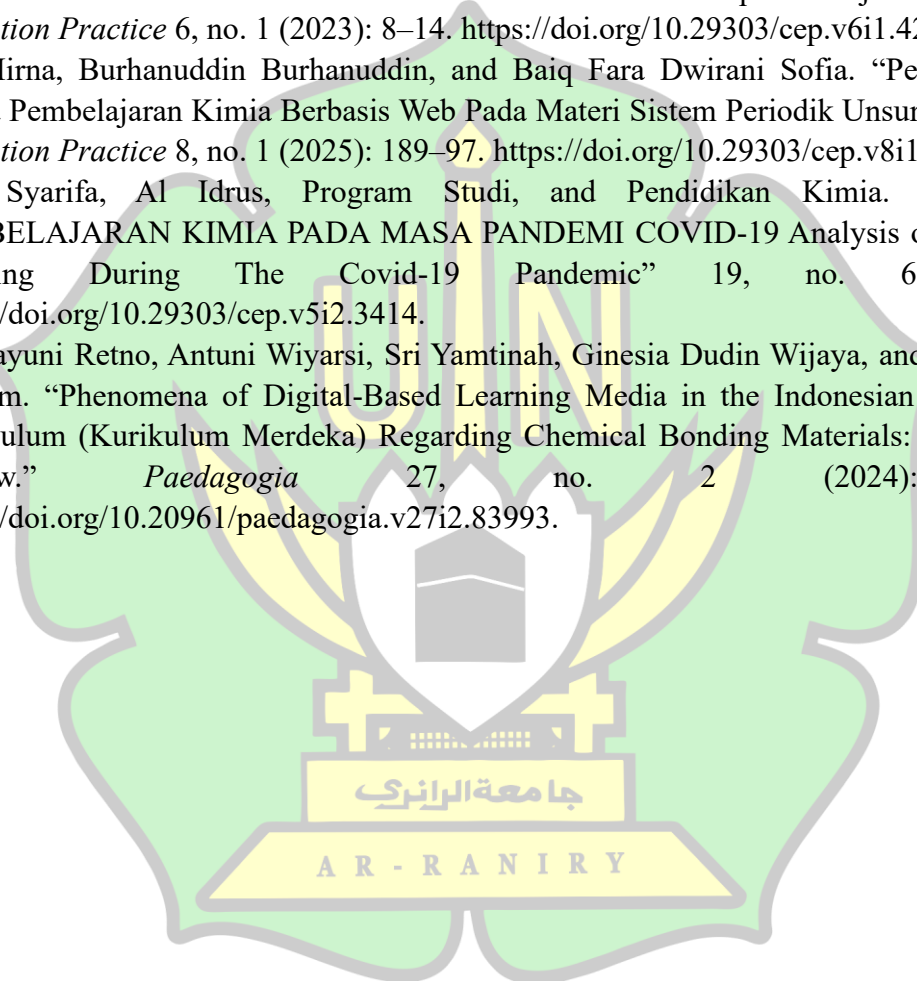 tion Practice 6, no. 1 (2023): 8–14. https://doi.org/10.29303/cep.v6i1.42
Mirna, Burhanuddin Burhanuddin, and Baiq Fara Dwirani Sofia. “Pe
Pembelajaran Kimia Berbasis Web Pada Materi Sistem Periodik Unsur
tion Practice 8, no. 1 (2025): 189–97. https://doi.org/10.29303/cep.v8i1
Syarifa, Al Idrus, Program Studi, and Pendidikan Kimia.
BELAJARAN KIMIA PADA MASA PANDEMI COVID-19 Analysis o
ing During The Covid-19 Pandemic” 19, no. 6
/doi.org/10.29303/cep.v5i2.3414.
ayuni Retno, Antuni Wiyarsi, Sri Yamtinah, Ginesia Dudin Wijaya, and
m. “Phenomena of Digital-Based Learning Media in the Indonesian
ulum (Kurikulum Merdeka) Regarding Chemical Bonding Materials:
w.” Paedagogia 27, no. 2 (2024):
/doi.org/10.20961/paedagogia.v27i2.83993.
UIN
جامعةالرانري
AR-RANIRY